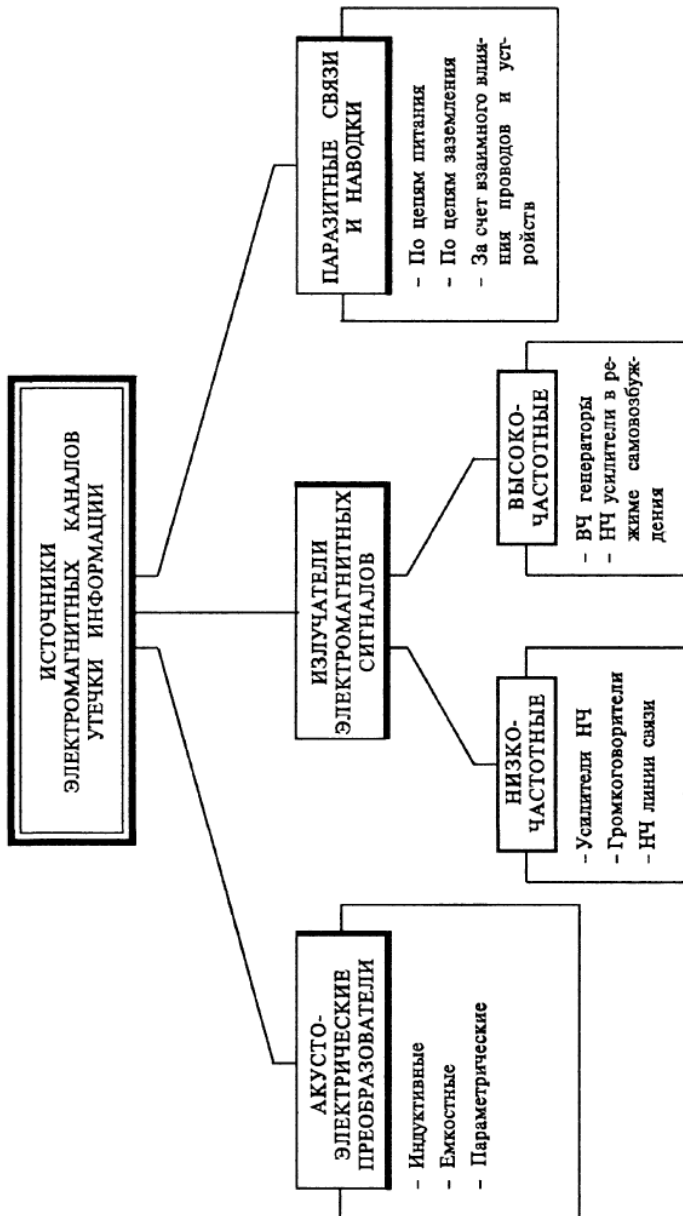 ИСТОЧНИКИ
ЭЛЕКТРОМАГНИТНЫХ КАНАЛОВ
УТЕЧКИ ИНФОРМАЦИИ
АКУСТО-
ЭЛЕКТРИЧЕСКИЕ
ПРЕОБРАЗОВАТЕЛИ
- Индуктивные
- Емкостные
- Параметрические
ИЗЛУЧАТЕЛИ
ЭЛЕКТРОМАГНИТНЫХ
СИГНАЛОВ
НИЗКО-
ЧАСТОТНЫЕ
- Усилители НЧ
- Громкоговорители
- НЧ линии связи
ВЫСОКО-
ЧАСТОТНЫЕ
- ВЧ генераторы
- НЧ усилители в ре-
жиме самовозбуж-
дения
ПАРАЗИТНЫЕ СВЯЗИ
И НАВОДКИ
- По цепям питания
- По цепям заземления
- За счет взаимного влия-
ния проводов и уст-
ройств